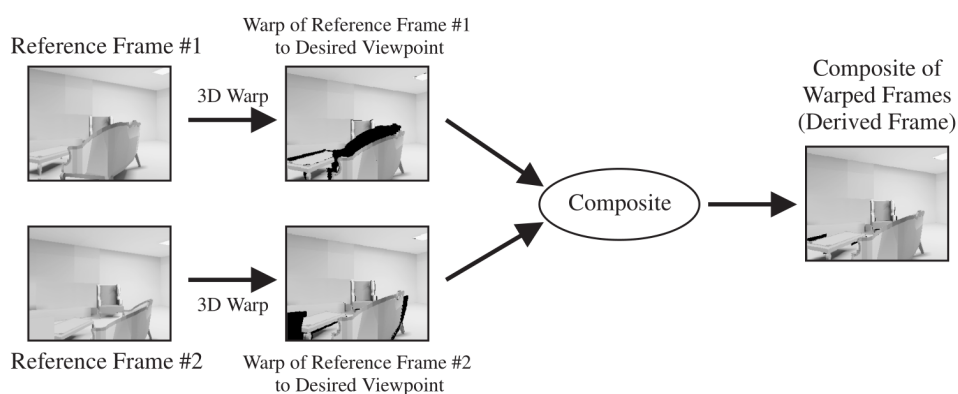 Reference Frame #1
3D Warp
Warp of Reference Frame #1
to Desired Viewpoint
Composite
Composite of
Warped Frames
(Derived Frame)
3D Warp
Reference Frame #2
Warp of Reference Frame #2
to Desired Viewpoint